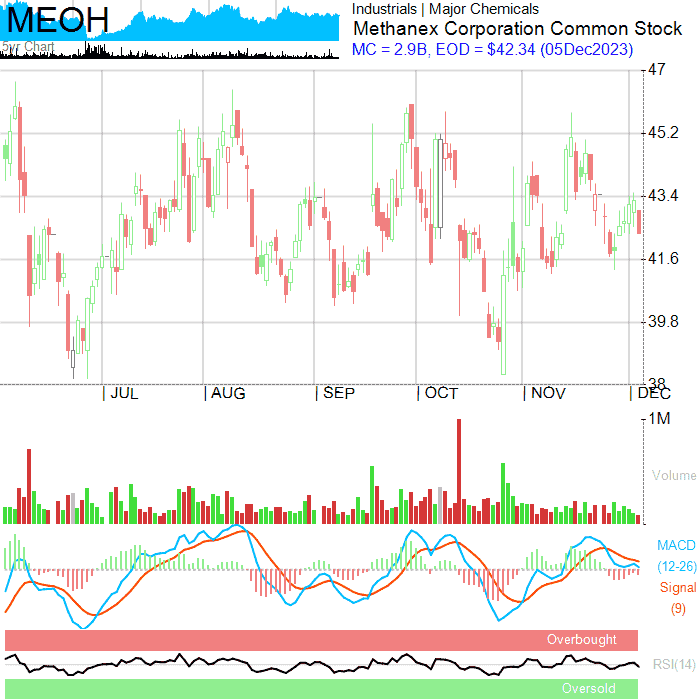 MEOH
5yr Chart
Industrials | Major Chemicals
Methanex Corporation Common Stock
MC = 2.9B, EOD = $42.34 (05Dec2023)
47
45.2
43.4
41.6
39.8
38
| JUL | AUG | SEP | OCT | NOV | DEC
1M
Volume
MACD
(12-26)
Signal
(9)
Overbought
RSI(14)
Oversold